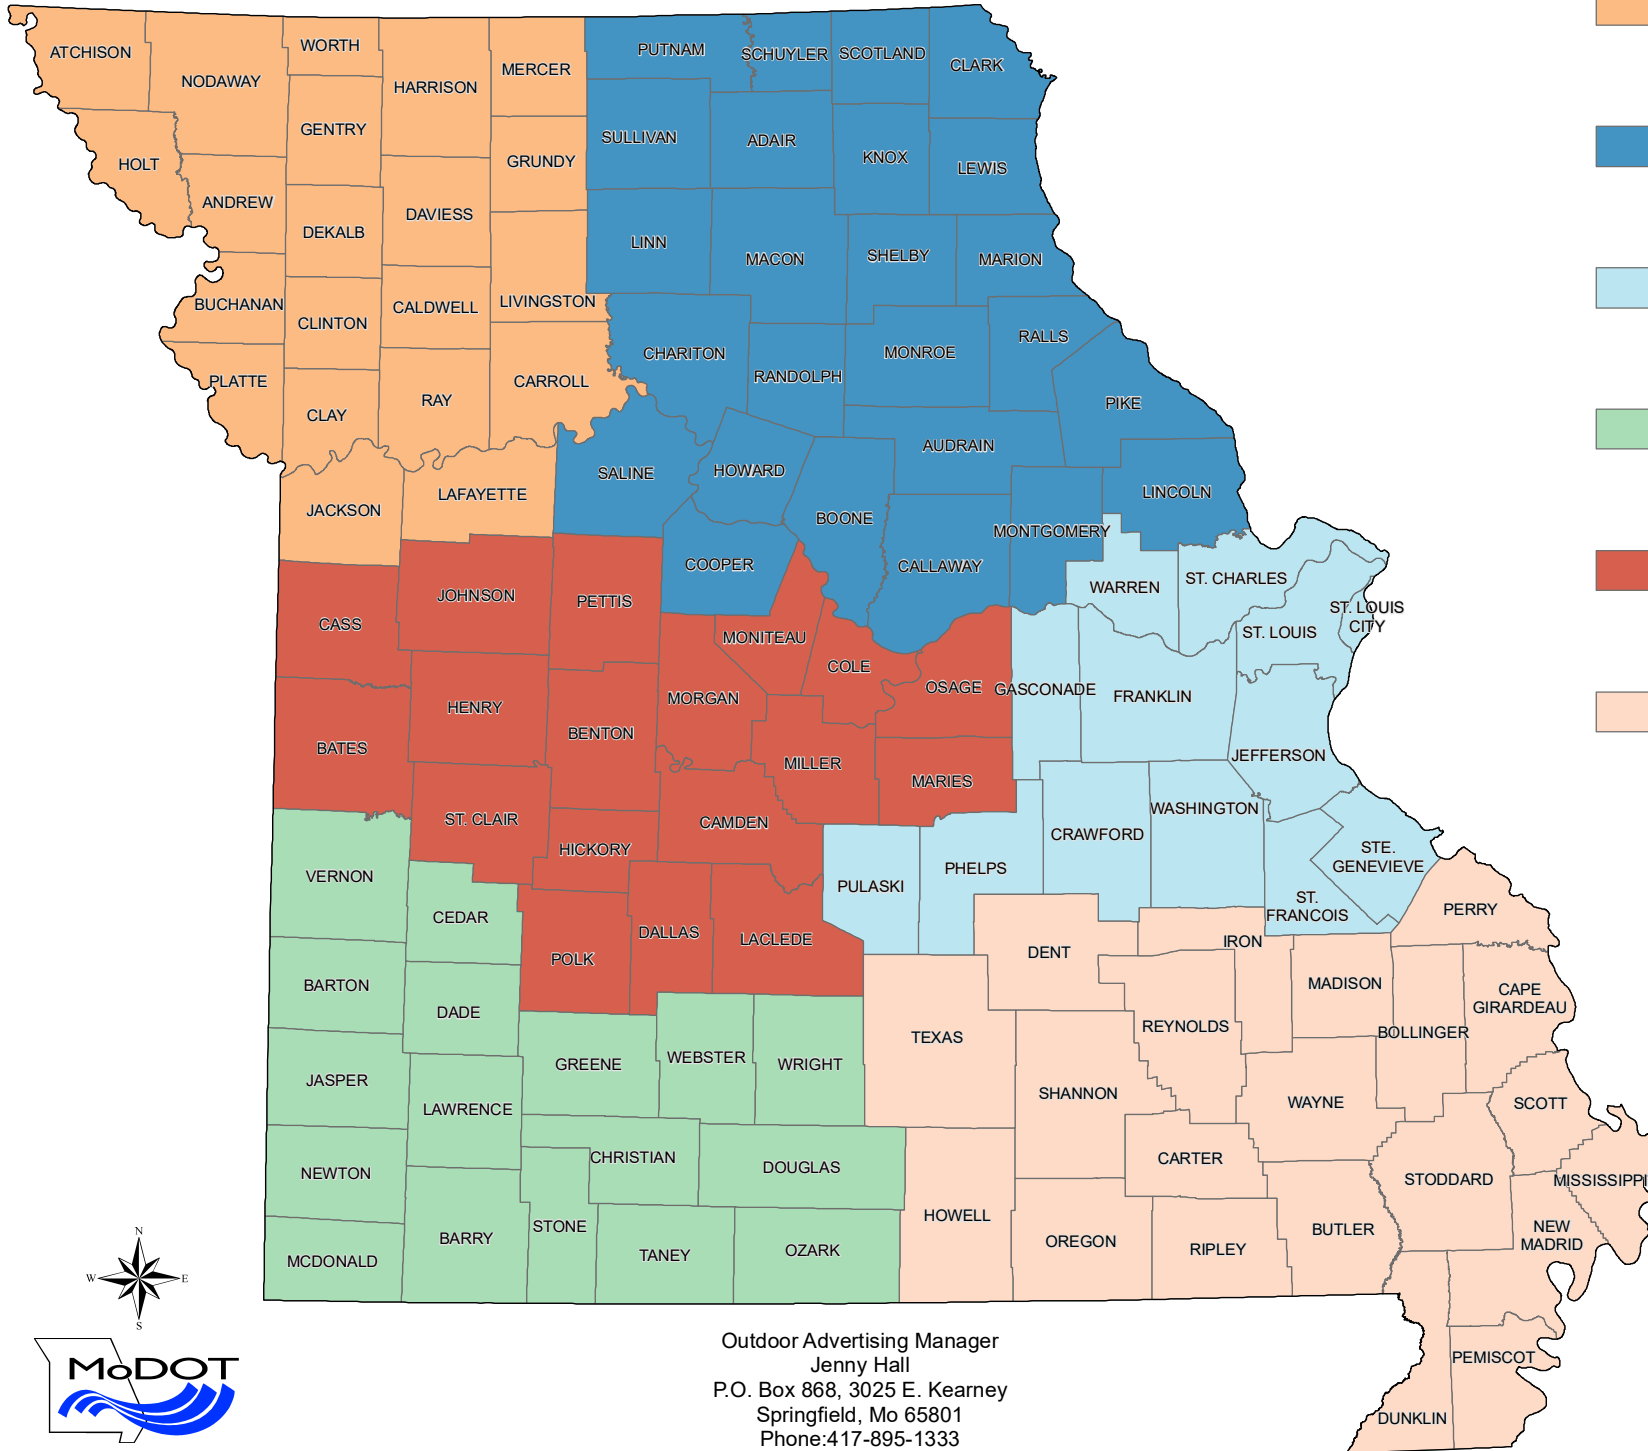 ATCHISON
NODAWAY
WORTH
HARRISON
MERCER
PUTNAM
SCHUYLER
SCOTLAND
CLARK
HOLT
GENTRY
GRUNDY
SULLIVAN
ADAIR
KNOX
LEWIS
ANDREW
DEKALB
DAVIESS
LINN
MACON
SHELBY
MARION
BUCHANAN
CLINTON
CALDWELL
LIVINGSTON
CHARITON
RANDOLPH
MONROE
RALLS
PLATTE
CLAY
RAY
CARROLL
PIKE
AUDRAIN
JACKSON
LAFAYETTE
SALINE
HOWARD
BOONE
MONTGOMERY
LINCOLN
COOPER
CALLAWAY
WARREN
ST. CHARLES
ST. LOUIS
CITY
ST. LOUIS
CASS
JOHNSON
PETTIS
MONITEAU
COLE
OSAGE
GASCONADE
FRANKLIN
MORGAN
BATES
HENRY
BENTON
MILLER
MARIES
JEFFERSON
ST. CLAIR
HICKORY
CAMDEN
CRAWFORD
WASHINGTON
STE.
GENEVIEVE
VERNON
CEDAR
PULASKI
PHELPS
ST.
FRANCOIS
PERRY
POLK
DALLAS
LACLEDE
DENT
IRON
MADISON
BARTON
DADE
CAPE
GIRARDEAU
BOLLINGER
JASPER
LAWRENCE
GREENE
WEBSTER
WRIGHT
TEXAS
REYNOLDS
SHANNON
WAYNE
SCOTT
NEWTON
CHRISTIAN
DOUGLAS
CARTER
STODDARD
MISSISSIPPI
MCDONALD
BARRY
STONE
TANEY
OZARK
HOWELL
OREGON
RIPLEY
BUTLER
NEW
MADRID
PEMISCOT
DUNKLIN
N
W E
S
MoDOT
Outdoor Advertising Manager
Jenny Hall
P.O. Box 868, 3025 E. Kearney
Springfield, Mo 65801
Phone:417-895-1333